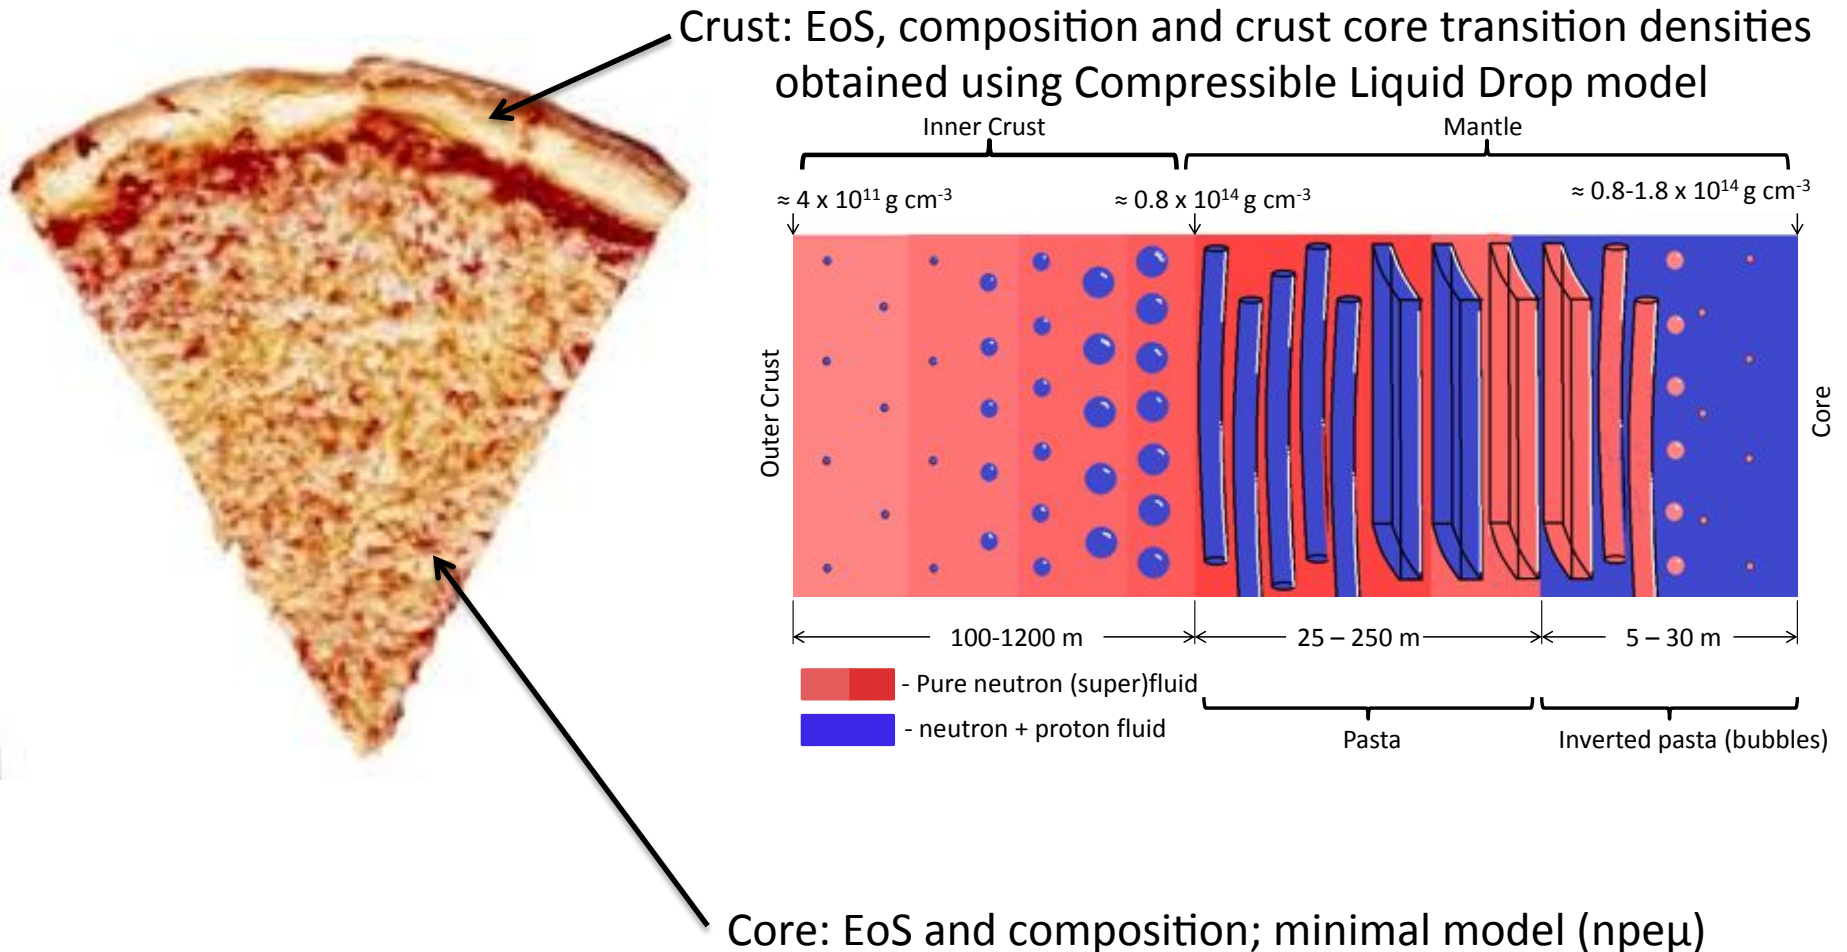 Crust: EoS, composition and crust core transition densities
obtained using Compressible Liquid Drop model
Inner Crust
Mantle
≈ 4 x 10¹¹ g cm⁻³
≈ 0.8 x 10¹⁴ g cm⁻³
≈ 0.8-1.8 x 10¹⁴ g cm⁻³
Outer Crust
Core
100-1200 m
25 – 250 m
5 – 30 m
- Pure neutron (super)fluid
- neutron + proton fluid
Pasta
Inverted pasta (bubbles)
Core: EoS and composition; minimal model (npeμ)